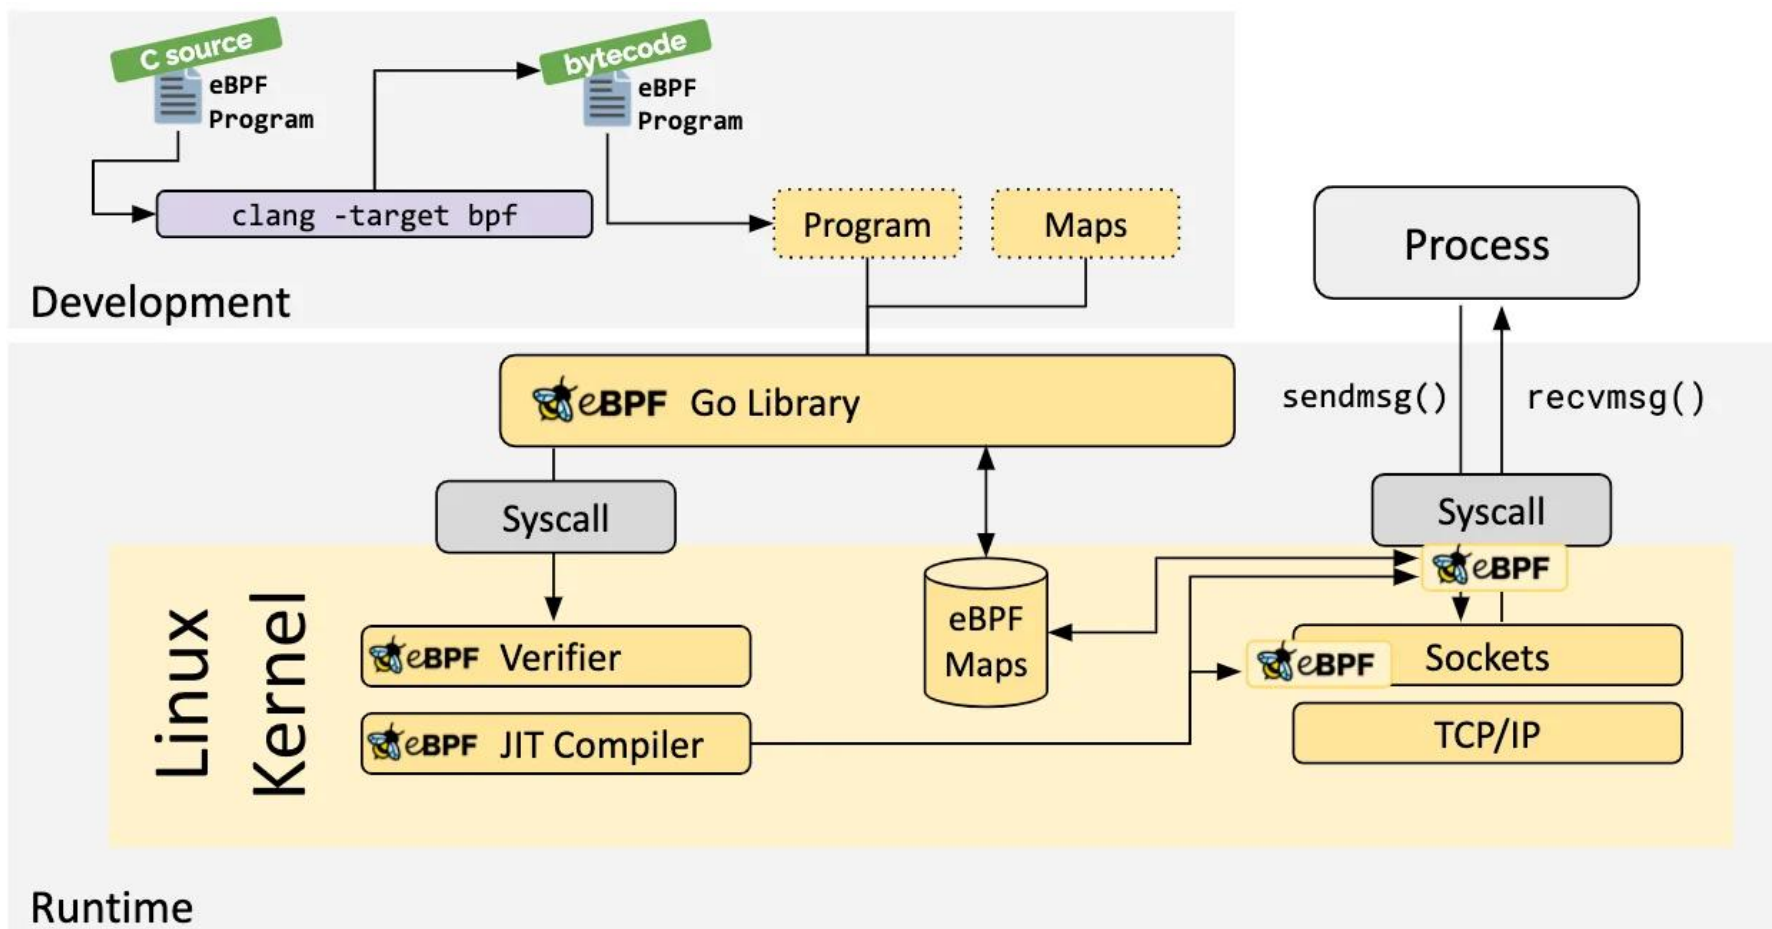 C source
eBPF
Program
bytecode
eBPF
Program
clang -target bpf
Program
Maps
Process
Development
eBPF Go Library
sendmsg()
recvmsg()
Syscall
Syscall
eBPF
Linux
Kernel
eBPF
Maps
eBPF Verifier
eBPF
Sockets
eBPF JIT Compiler
TCP/IP
Runtime